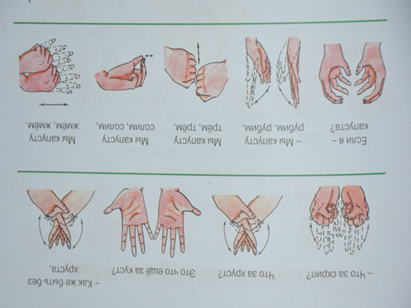 – Что за скрип?
Что за хруст?
Это что ещё за куст?
– Как же быть без
хруста,
Если я –
капуста?
– Мы капусту
рубим, рубим,
Мы капусту
трём, трём,
Мы капусту
солим, солим,
Мы капусту
жмём, жмём.